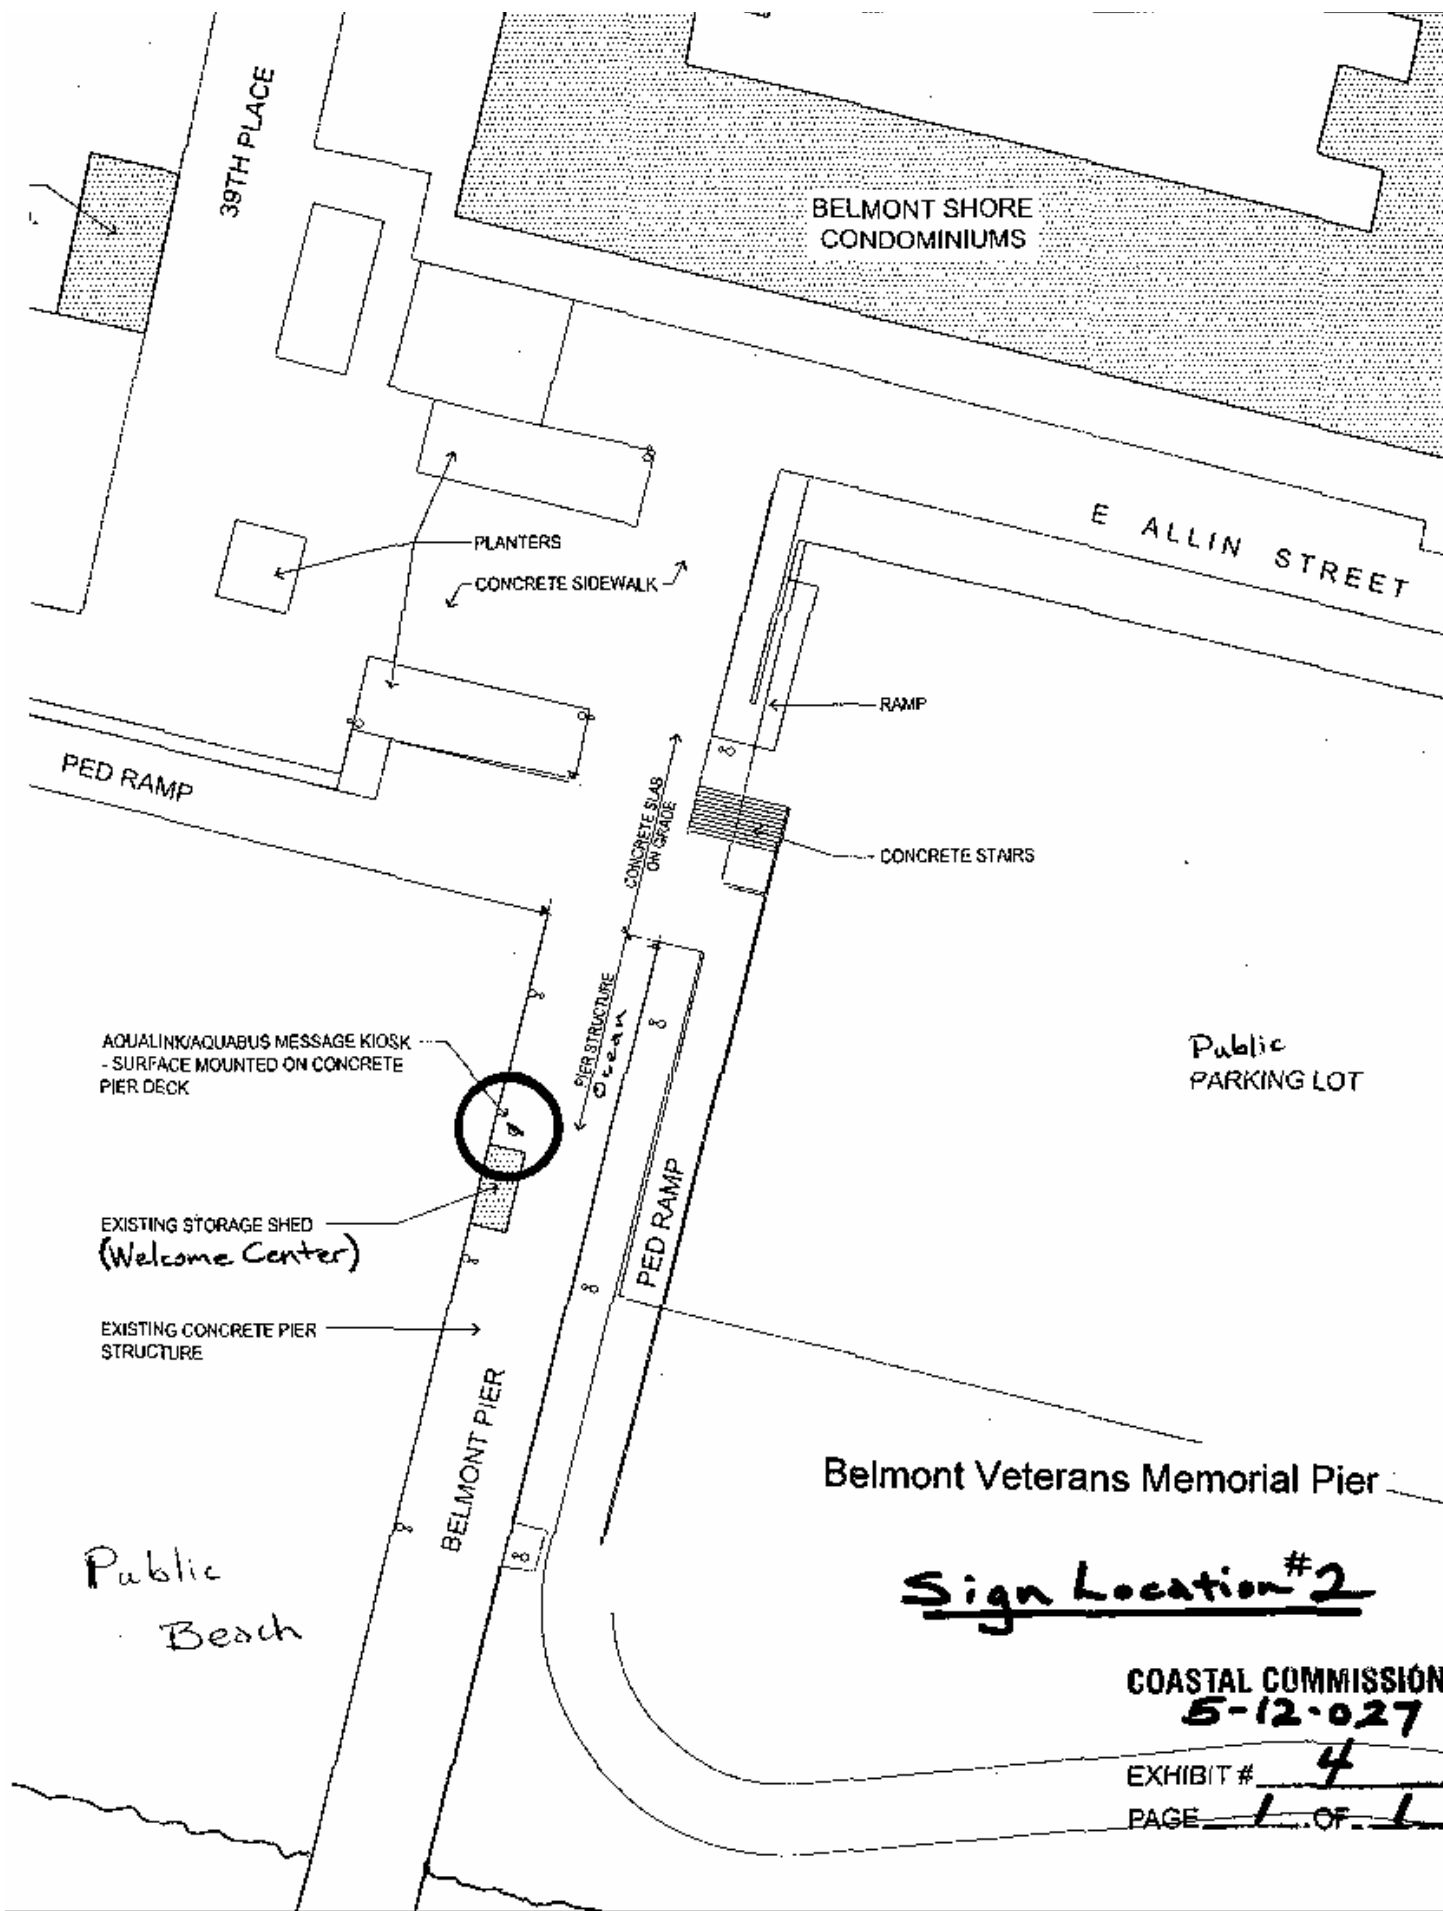 39TH PLACE
BELMONT SHORE
CONDOMINIUMS
E ALLIN STREET
PLANTERS
CONCRETE SIDEWALK
RAMP
PED RAMP
CONCRETE SLAB
ON GRADE
CONCRETE STAIRS
PIER STRUCTURE
Ocean
AQUALINK/AQUABUS MESSAGE KIOSK
- SURFACE MOUNTED ON CONCRETE
PIER DECK
Public
PARKING LOT
PED RAMP
EXISTING STORAGE SHED
(Welcome Center)
EXISTING CONCRETE PIER
STRUCTURE
BELMONT PIER
Belmont Veterans Memorial Pier
Public
Beach
Sign Location #2
COASTAL COMMISSION
5-12-027
EXHIBIT # 4
PAGE 1 OF 1